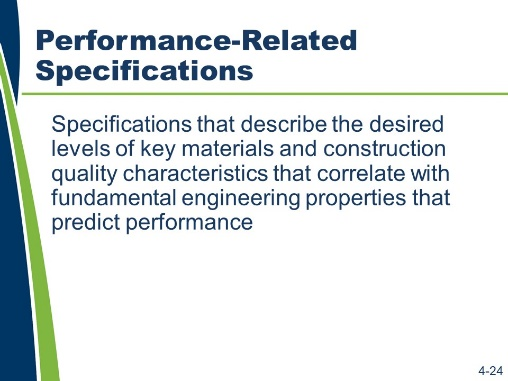 Performance-Related
Specifications
Specifications that describe the desired
levels of key materials and construction
quality characteristics that correlate with
fundamental engineering properties that
predict performance
4-24